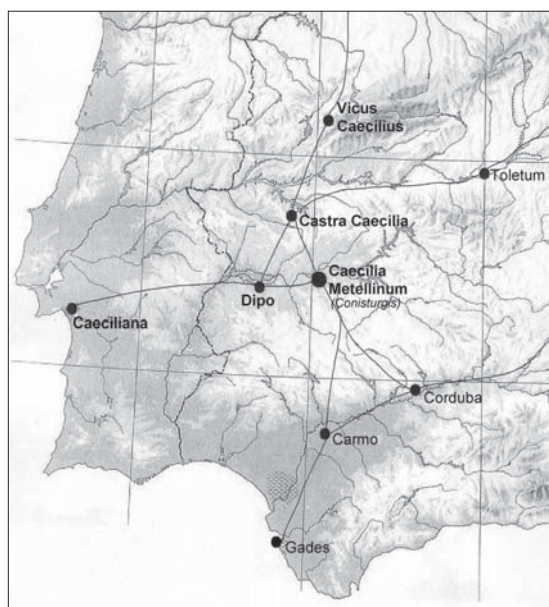 Vicus
Caecilius
Toletum
Castra Caecilia
Caecilia
Metellinum
(Conisturgis)
Dipo
Caeciliana
Corduba
Carmo
Gades